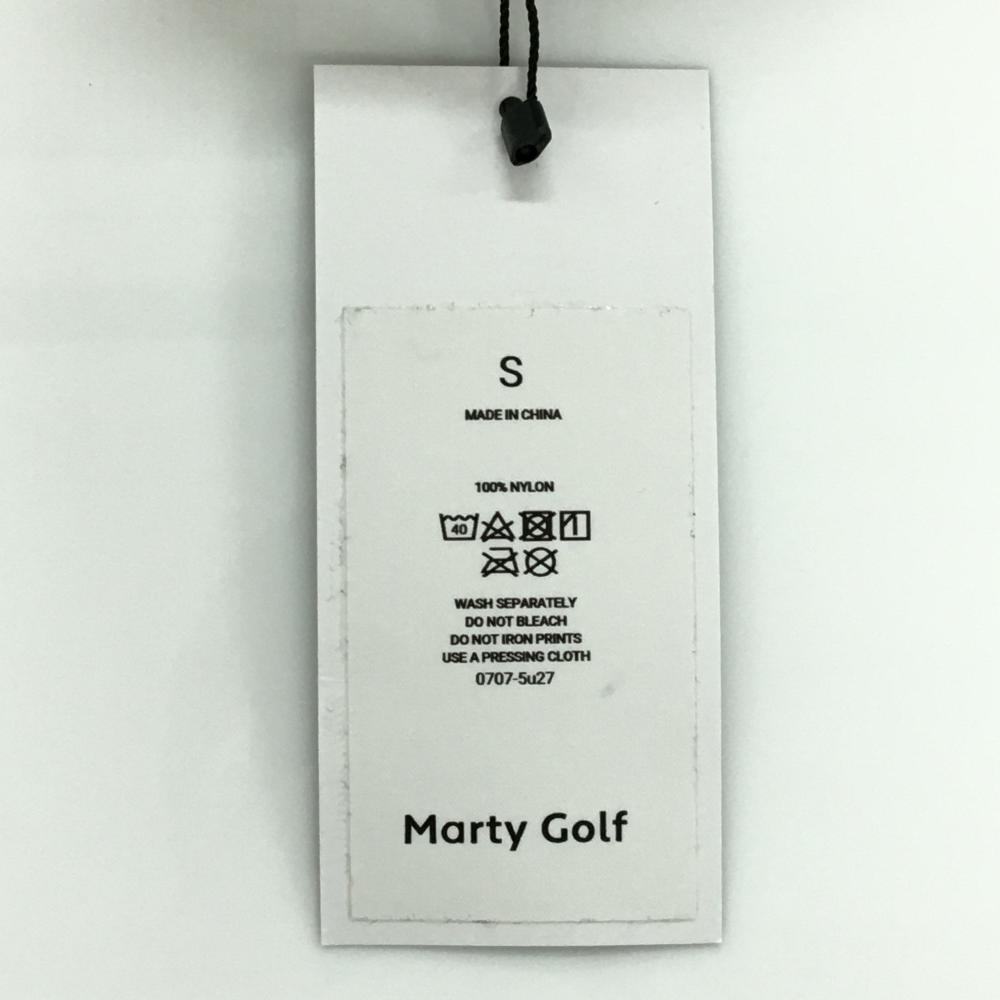 S
MADE IN CHINA
100% NYLON
40
WASH SEPARATELY
DO NOT BLEACH
DO NOT IRON PRINTS
USE A PRESSING CLOTH
0707-5u27
Marty Golf